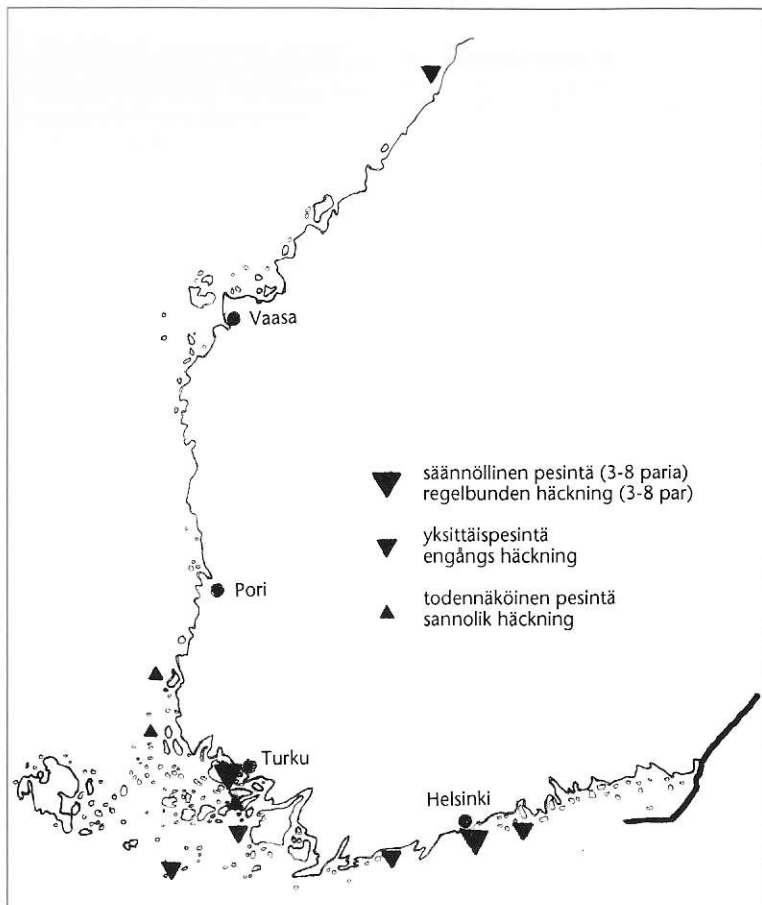 Vaasa
säännöllinen pesintä (3-8 paria)
regelbunden häckning (3-8 par)
yksittäispesintä
engångs häckning
Pori
todennäköinen pesintä
sannolik häckning
Turku
Helsinki